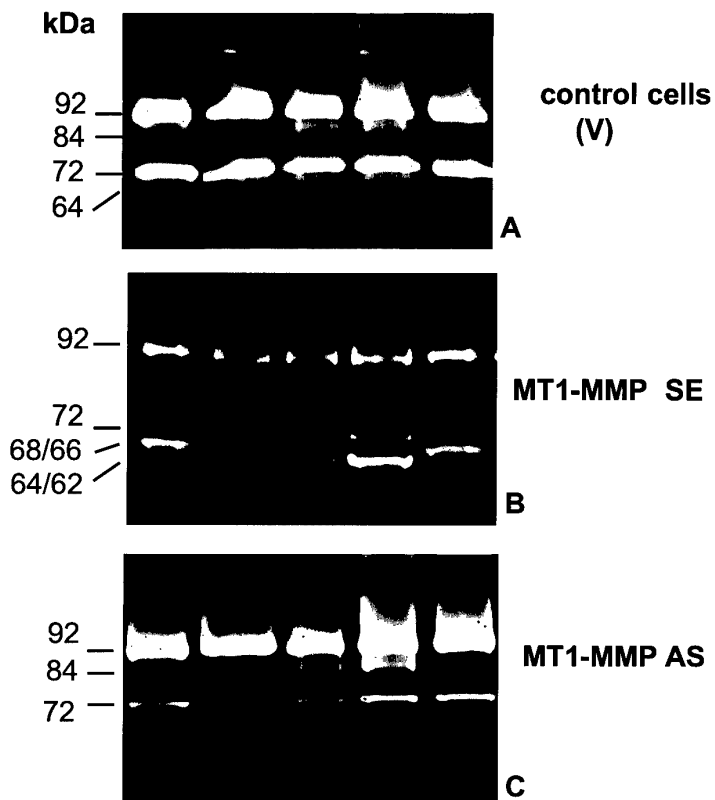 kDa
92
84
72
64
control cells
(V)
A
92
72
68/66
64/62
MT1-MMP SE
B
92
84
72
MT1-MMP AS
C